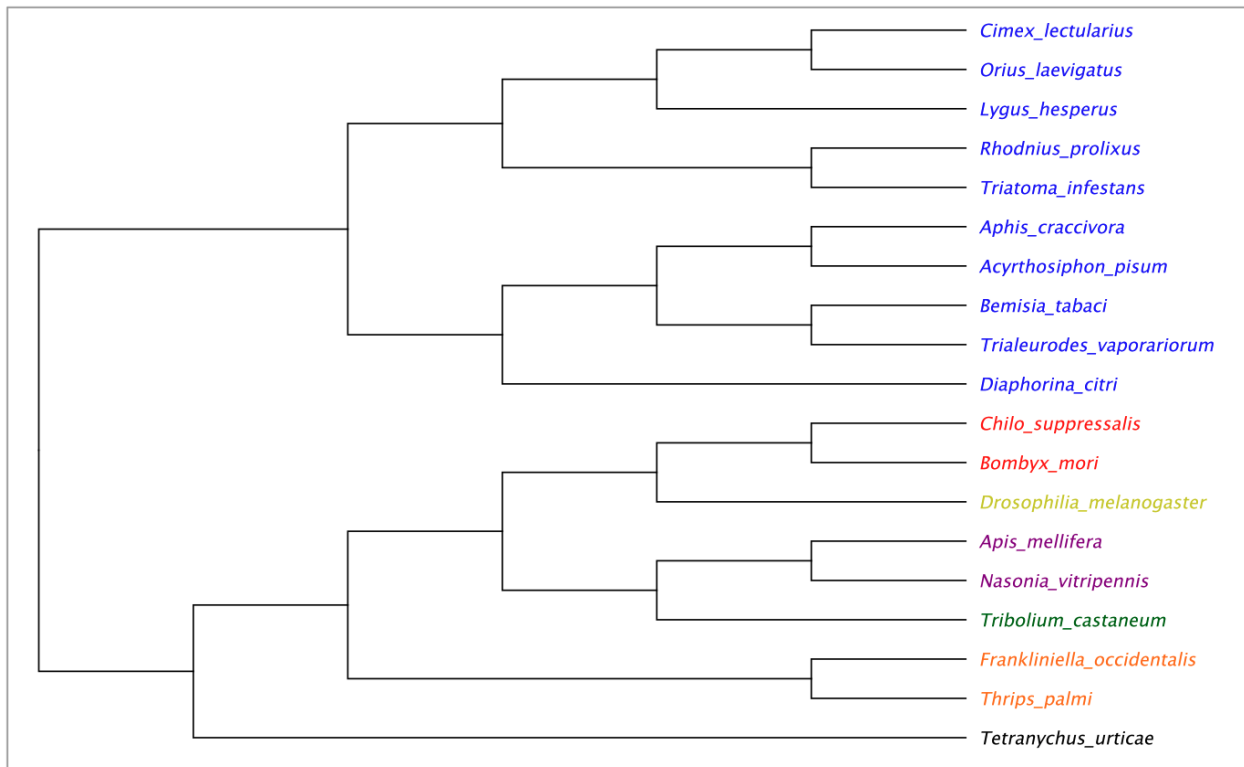 Cimex_lectularius
Orius_laevigatus
Lygus_hesperus
Rhodnius_prolixus
Triatoma_infestans
Aphis_craccivora
Acyrthosiphon_pisum
Bemisia_tabaci
Trialeurodes_vaporariorum
Diaphorina_citri
Chilo_suppressalis
Bombyx_mori
Drosophilia_melanogaster
Apis_mellifera
Nasonia_vitripennis
Tribolium_castaneum
Frankliniella_occidentalis
Thrips_palmi
Tetranychus_urticae